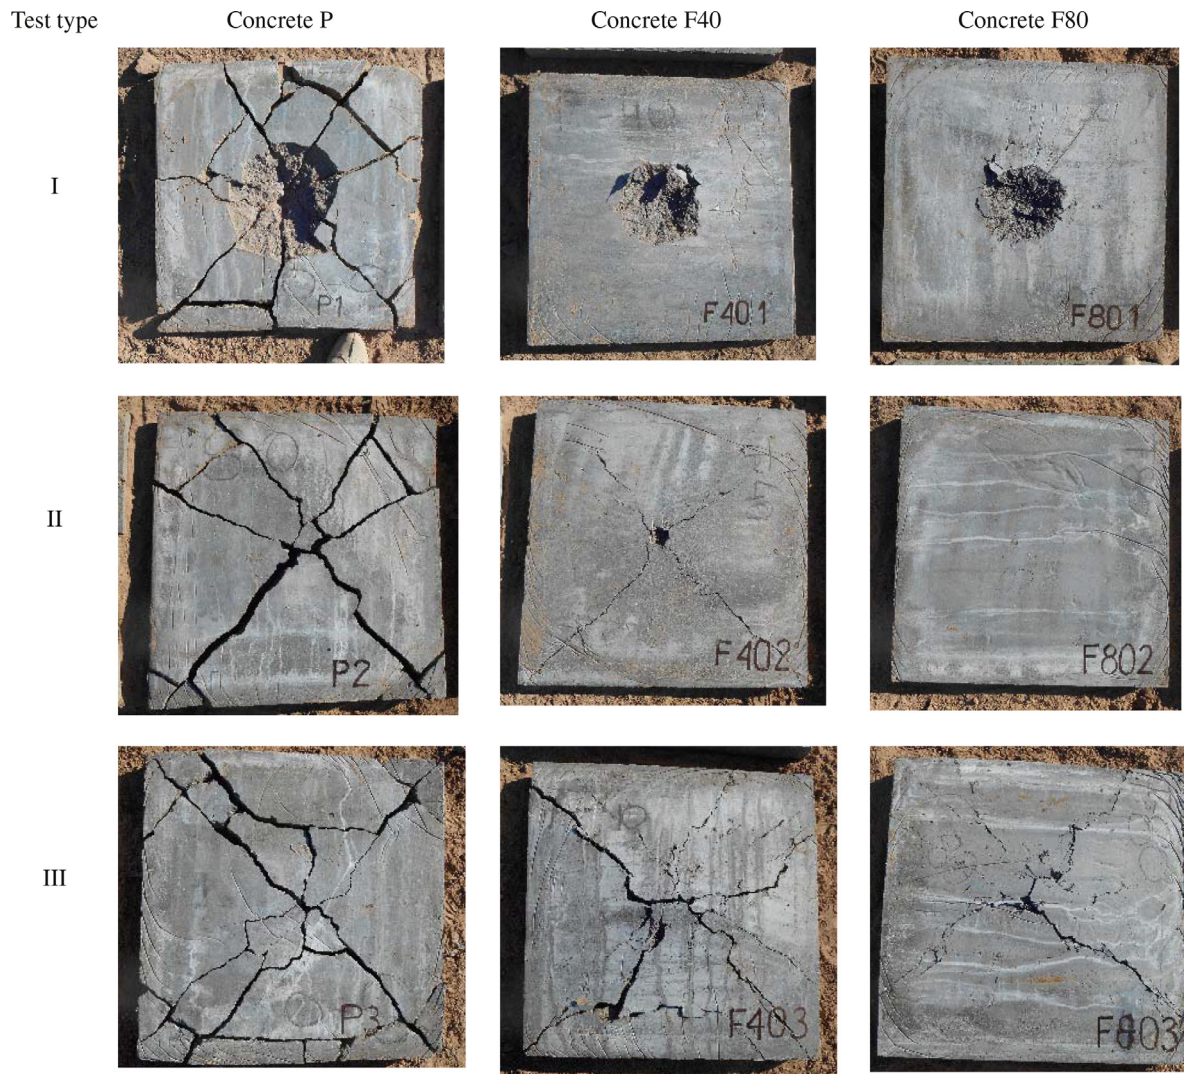 Test type Concrete P Concrete F40 Concrete F80
I
P1
F401
F801
II
P2
F402
F802
III
P3
F403
F803